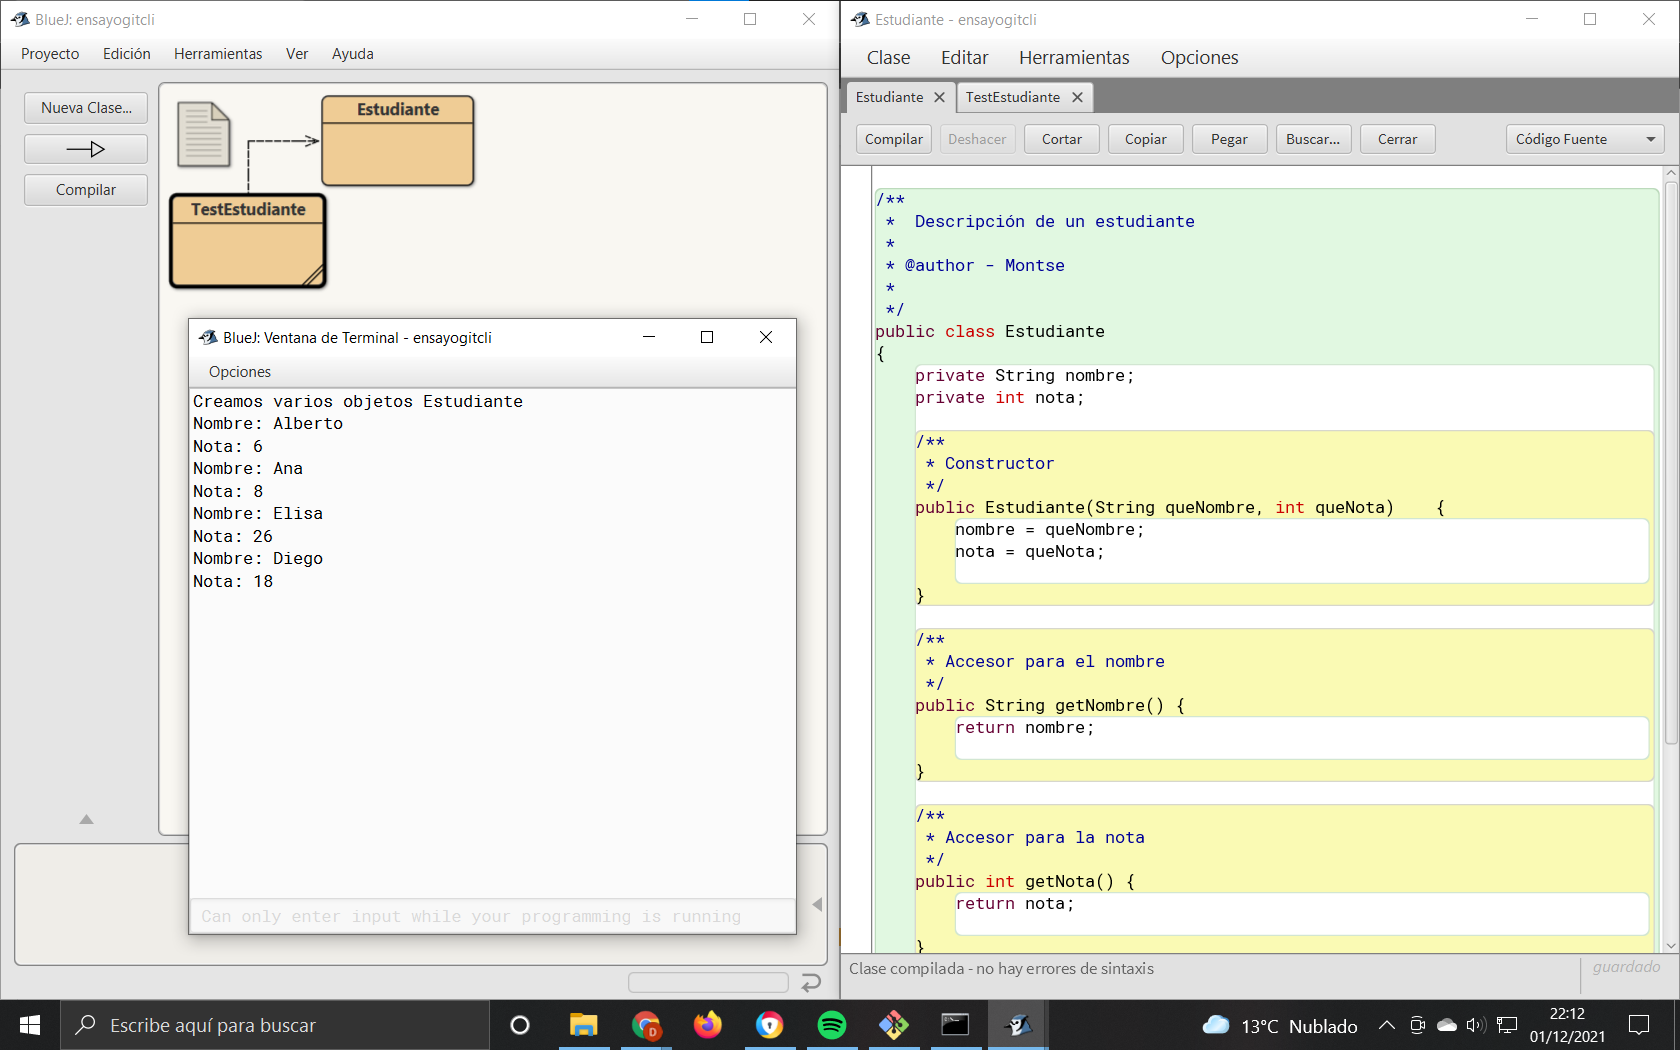 BlueJ: ensayogitcli
Proyecto Edición Herramientas Ver Ayuda
Nueva Clase...
Compilar
Estudiante
TestEstudiante
BlueJ: Ventana de Terminal - ensayogitcli
Opciones
Creamos varios objetos Estudiante
Nombre: Alberto
Nota: 6
Nombre: Ana
Nota: 8
Nombre: Elisa
Nota: 26
Nombre: Diego
Nota: 18
Can only enter input while your programming is running
Estudiante - ensayogitcli
Clase Editar Herramientas Opciones
Estudiante TestEstudiante
Compilar Deshacer Cortar Copiar Pegar Buscar... Cerrar Código Fuente
/**
 *  Descripción de un estudiante
 *
 * @author - Montse
 *
 */
public class Estudiante
{
    private String nombre;
    private int nota;
    /**
     * Constructor
     */
    public Estudiante(String queNombre, int queNota)    {
        nombre = queNombre;
        nota = queNota;
    }
    /**
     * Accesor para el nombre
     */
    public String getNombre() {
        return nombre;
    }
    /**
     * Accesor para la nota
     */
    public int getNota() {
        return nota;
    }
Clase compilada - no hay errores de sintaxis
guardado
Escribe aquí para buscar
D
13°C Nublado
22:12
01/12/2021